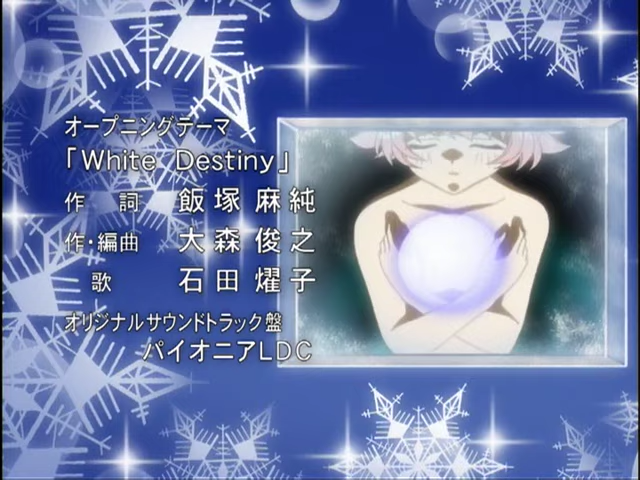 オープニングテーマ
「White Destiny」
作　詞　飯塚 麻純
作・編曲　大森俊之
歌　石田 燿子
オリジナルサウンドトラック盤
パイオニアLDC